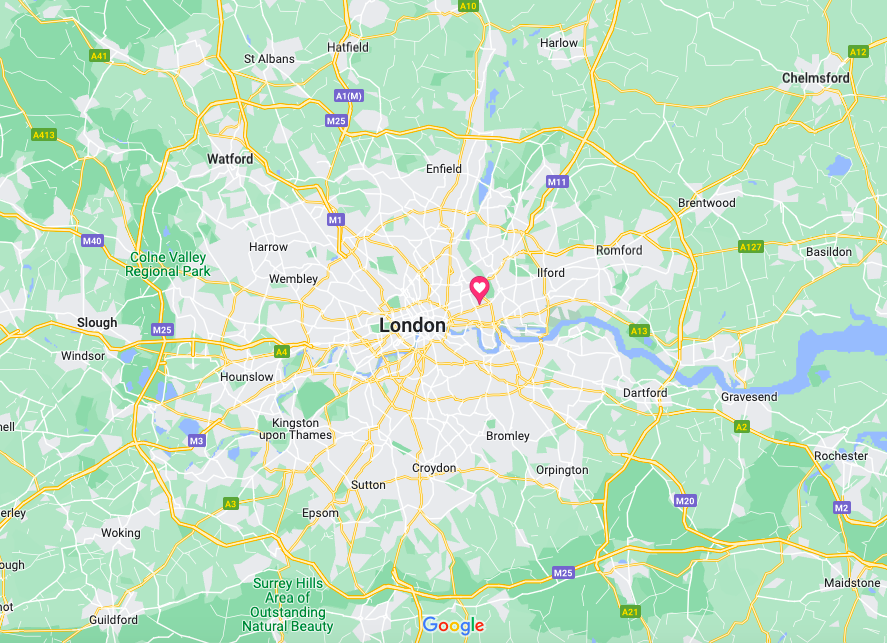 A10
Harlow
A12
Hatfield
A41
St Albans
Chelmsford
A1(M)
M25
A413
Watford
Enfield
M11
Brentwood
M1
M40
Harrow
Romford
A127
Basildon
Colne Valley
Regional Park
Wembley
Ilford
Slough
London
M25
A13
Windsor
A4
Hounslow
Dartford
Gravesend
Kingston
upon Thames
A2
M3
Bromley
ell
Rochester
Croydon
Orpington
Sutton
A3
M20
M2
erley
Epsom
Woking
ough
M25
Surrey Hills
Area of
Outstanding
Natural Beauty
Maidstone
not
A21
Guildford
Google